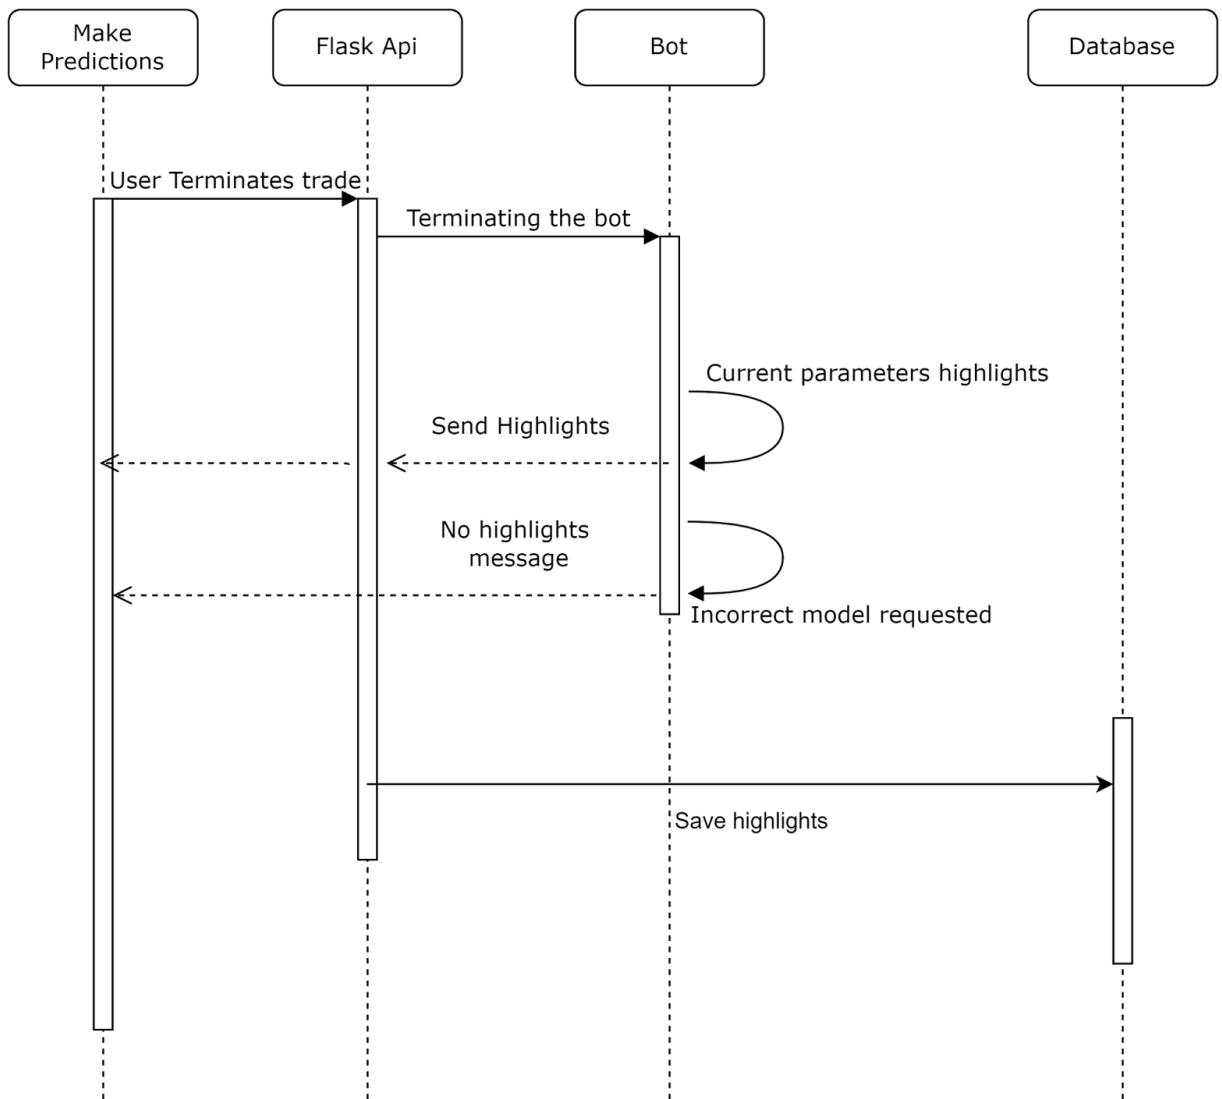 Make
Predictions
Flask Api
Bot
Database
User Terminates trade
Terminating the bot
Current parameters highlights
Send Highlights
No highlights
message
Incorrect model requested
Save highlights